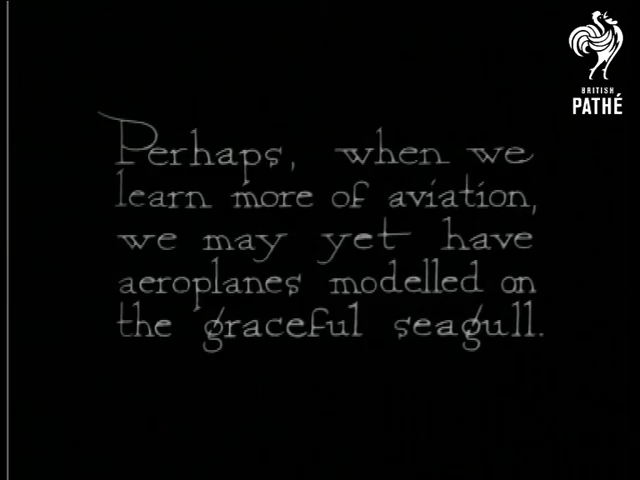 BRITISH
PATHÉ
Perhaps, when we
learn more of aviation,
we may yet have
aeroplanes modelled on
the graceful seagull.